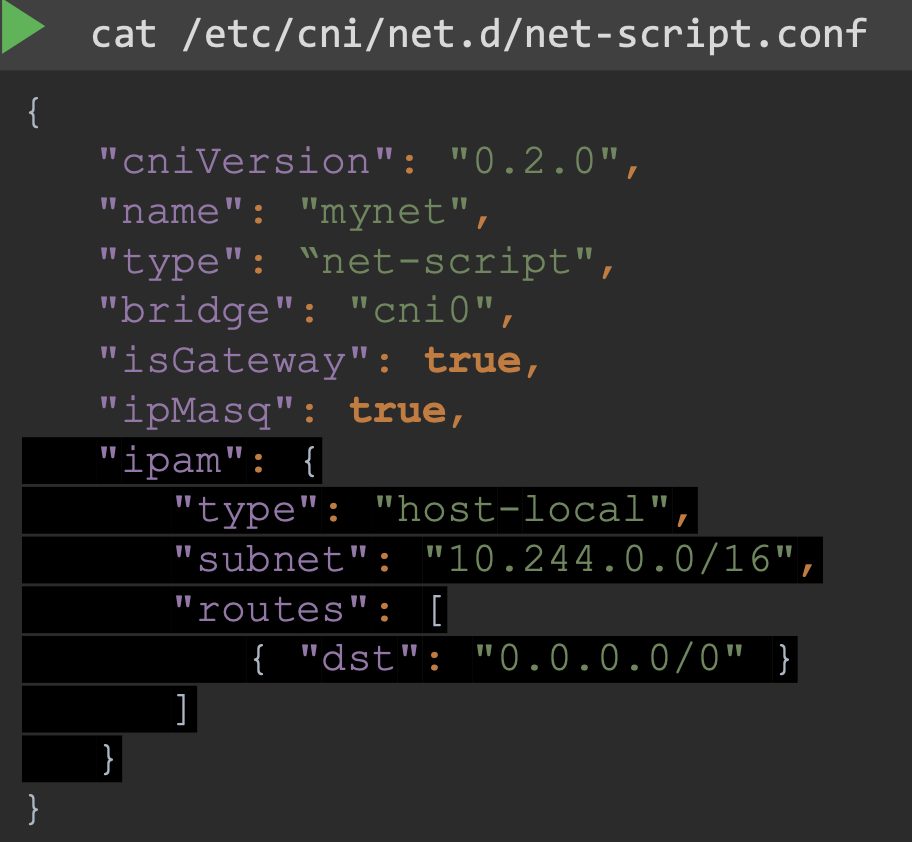 cat /etc/cni/net.d/net-script.conf
{
    "cniVersion": "0.2.0",
    "name": "mynet",
    "type": “net-script",
    "bridge": "cni0",
    "isGateway": true,
    "ipMasq": true,
    "ipam": {
        "type": "host-local",
        "subnet": "10.244.0.0/16",
        "routes": [
            { "dst": "0.0.0.0/0" }
        ]
    }
}